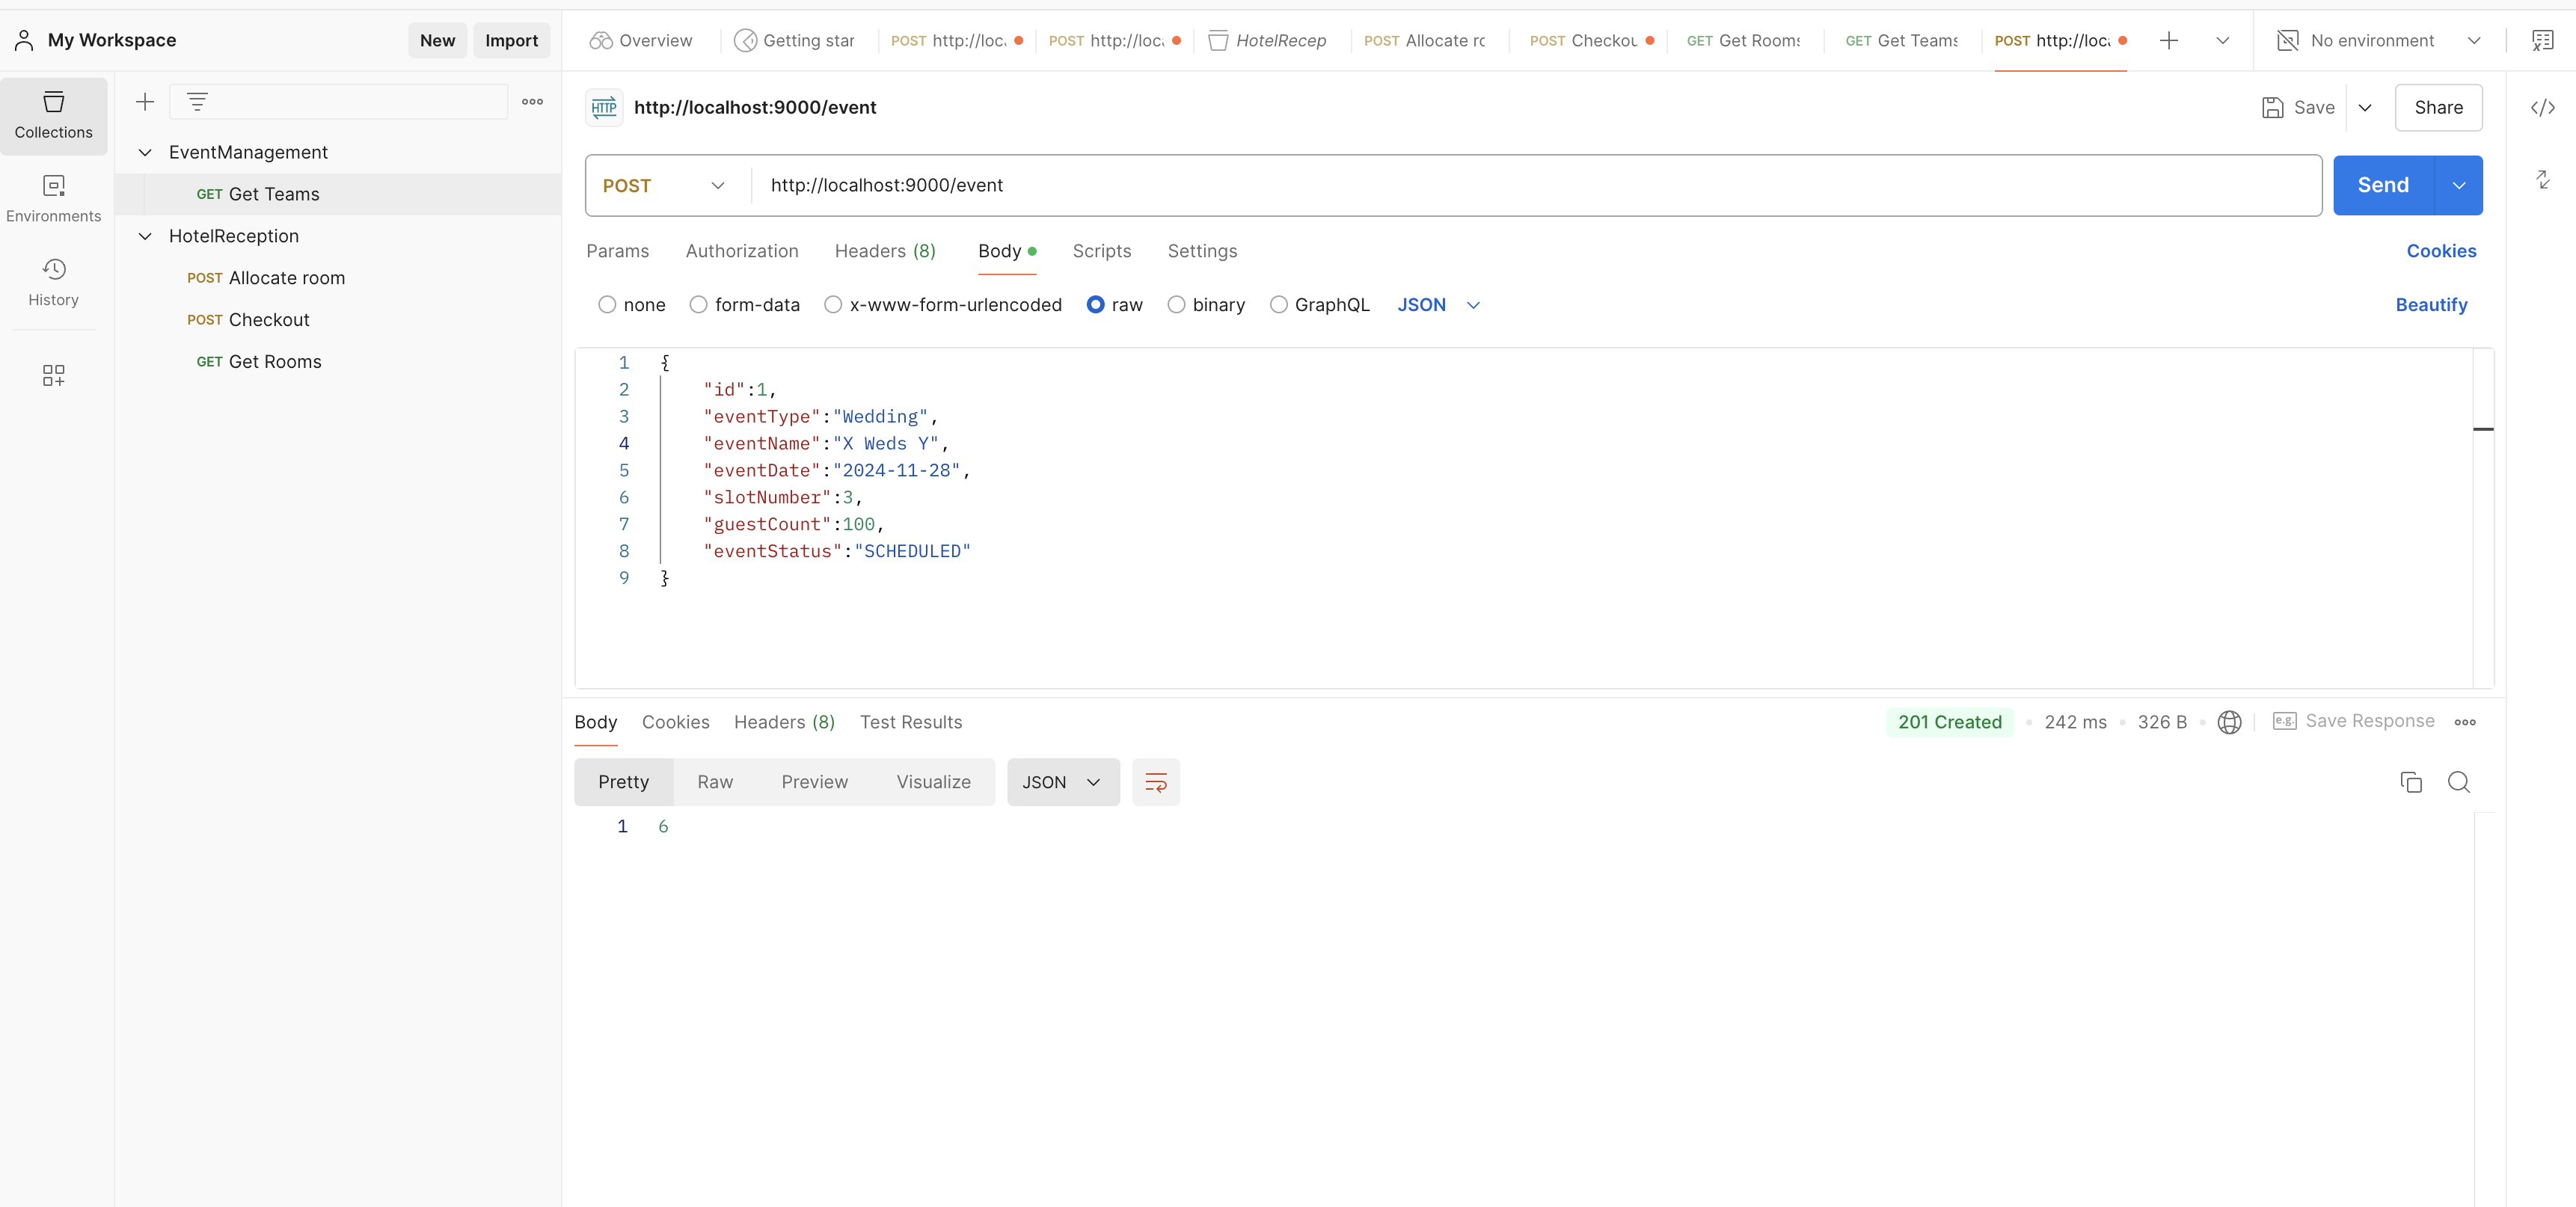 My Workspace
New
Import
Overview
Getting star
POST http://loc
POST http://loc
HotelRecep
POST Allocate rc
POST Checkou
GET Get Rooms
GET Get Teams
POST http://loc
No environment
Collections
Environments
History
EventManagement
GET Get Teams
HotelReception
POST Allocate room
POST Checkout
GET Get Rooms
HTTP http://localhost:9000/event
Save
Share
POST
http://localhost:9000/event
Send
Params
Authorization
Headers (8)
Body
Scripts
Settings
Cookies
none
form-data
x-www-form-urlencoded
raw
binary
GraphQL
JSON
Beautify
1 {
2 "id":1,
3 "eventType":"Wedding",
4 "eventName":"X Weds Y",
5 "eventDate":"2024-11-28",
6 "slotNumber":3,
7 "guestCount":100,
8 "eventStatus":"SCHEDULED"
9 }
Body
Cookies
Headers (8)
Test Results
201 Created
242 ms
326 B
e.g. Save Response
Pretty
Raw
Preview
Visualize
JSON
1 6